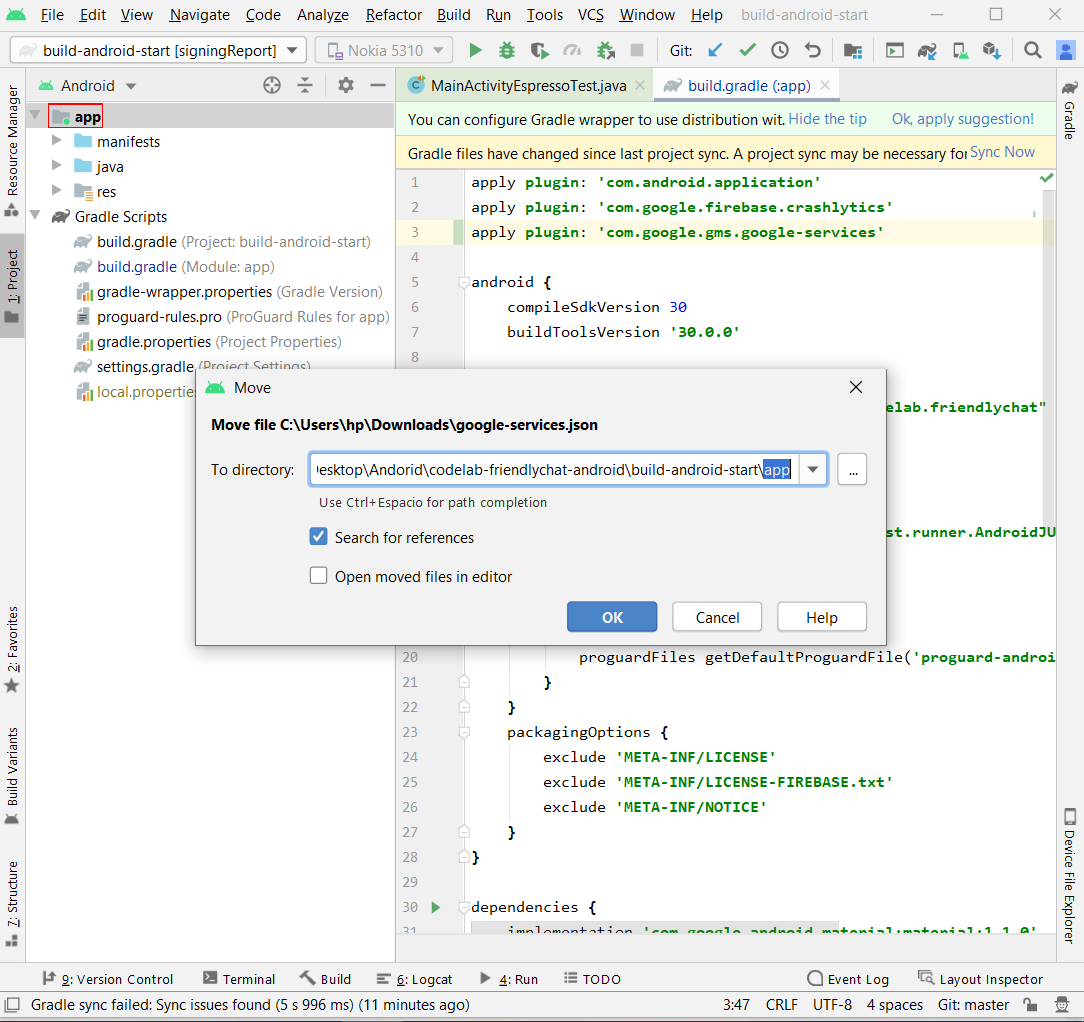 File Edit View Navigate Code Analyze Refactor Build Run Tools VCS Window Help build-android-start
build-android-start [signingReport] Nokia 5310 Git:
Android
MainActivityEspressoTest.java build.gradle (:app)
You can configure Gradle wrapper to use distribution wit. Hide the tip Ok, apply suggestion!
Gradle files have changed since last project sync. A project sync may be necessary for Sync Now
Resource Manager
1: Project
2: Favorites
Build Variants
7: Structure
app
manifests
java
res
Gradle Scripts
build.gradle (Project: build-android-start)
build.gradle (Module: app)
gradle-wrapper.properties (Gradle Version)
proguard-rules.pro (ProGuard Rules for app)
gradle.properties (Project Properties)
settings.gradle (Project Settings)
local.propertie
1 apply plugin: 'com.android.application'
2 apply plugin: 'com.google.firebase.crashlytics'
3 apply plugin: 'com.google.gms.google-services'
4
5 android {
6 compileSdkVersion 30
7 buildToolsVersion '30.0.0'
8
elab.friendlychat"
st.runner.AndroidJU
Move
Move file C:\Users\hp\Downloads\google-services.json
To directory: esktop\Andorid\codelab-friendlychat-android\build-android-start\app ...
Use Ctrl+Espacio for path completion
Search for references
Open moved files in editor
OK Cancel Help
20 proguardFiles getDefaultProguardFile('proguard-androi
21 }
22 }
23 packagingOptions {
24 exclude 'META-INF/LICENSE'
25 exclude 'META-INF/LICENSE-FIREBASE.txt'
26 exclude 'META-INF/NOTICE'
27 }
28 }
29
30 dependencies {
31 implementation 'com.google.android.material:material:1.1.0'
Gradle
Device File Explorer
9: Version Control Terminal Build 6: Logcat 4: Run TODO Event Log Layout Inspector
Gradle sync failed: Sync issues found (5 s 996 ms) (11 minutes ago) 3:47 CRLF UTF-8 4 spaces Git: master